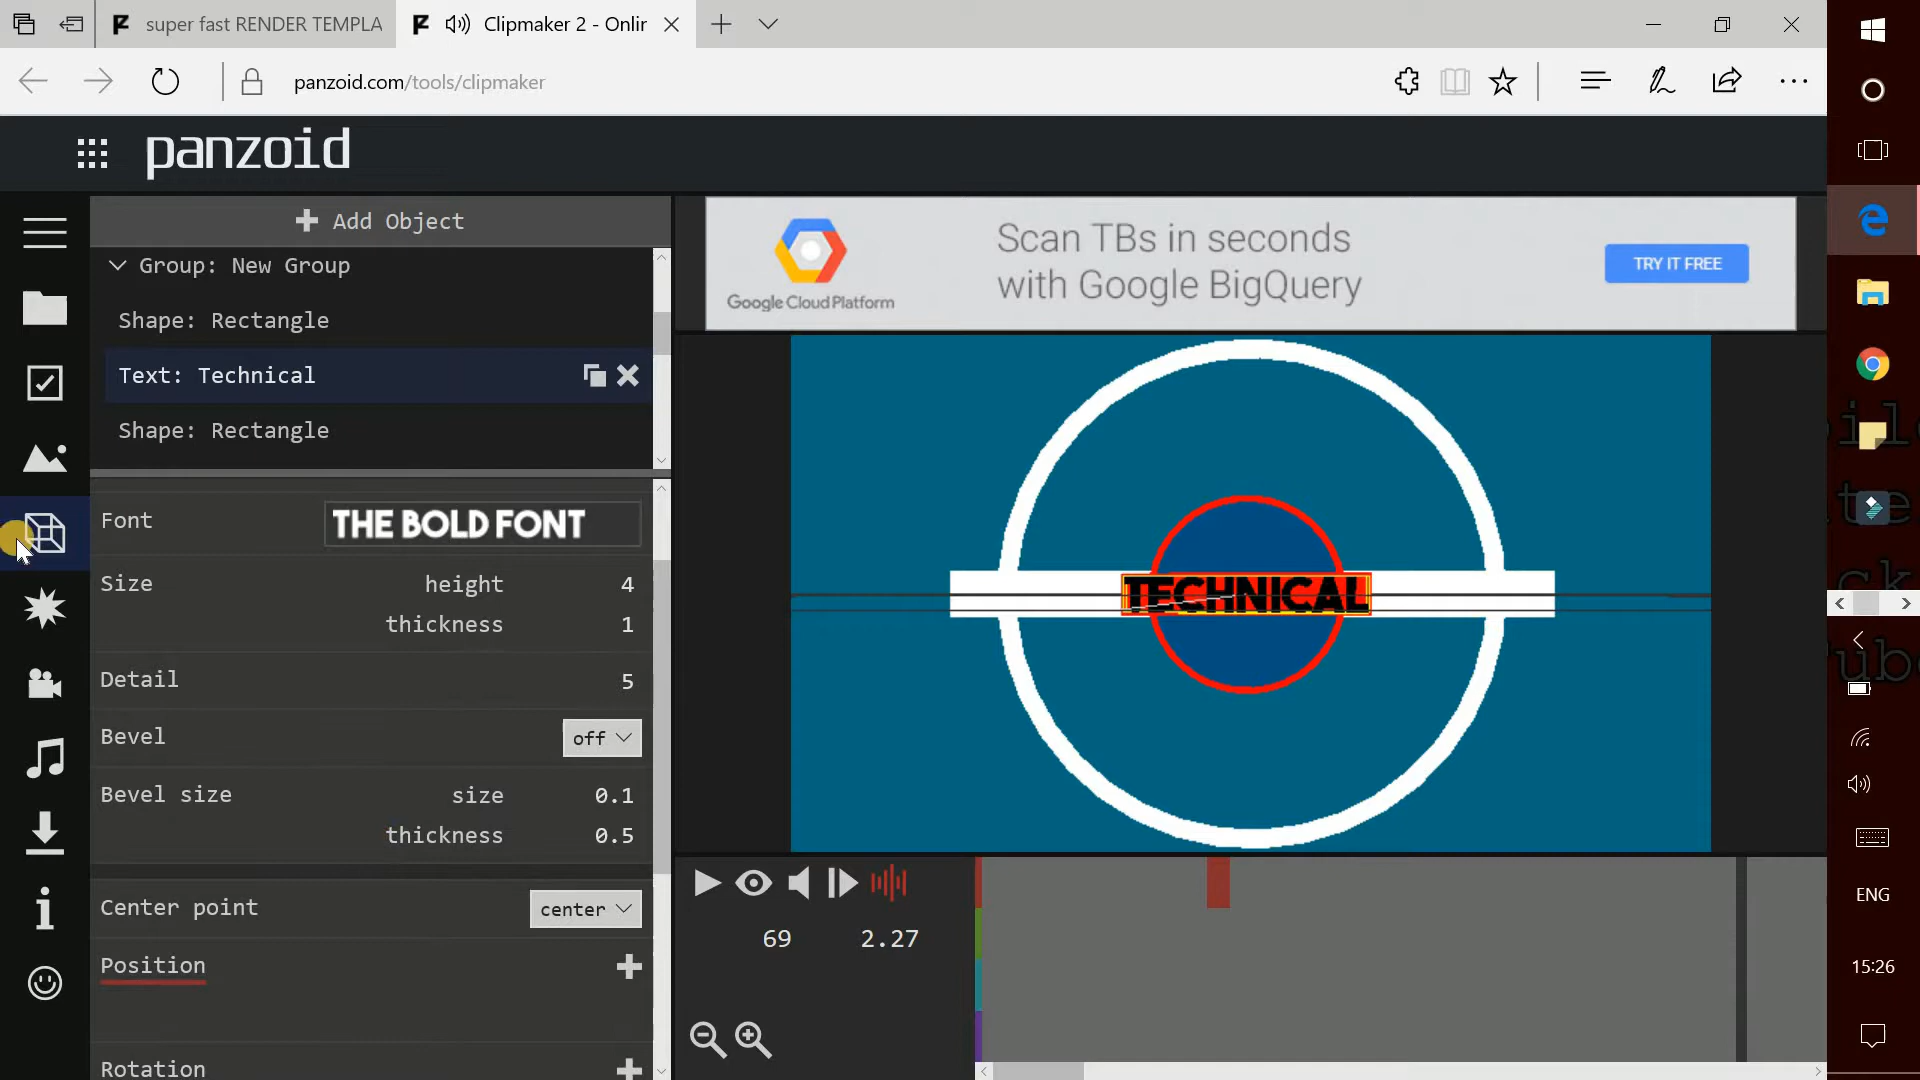 super fast RENDER TEMPLA
Clipmaker 2 - Onlir
panzoid.com/tools/clipmaker
panzoid
Add Object
Group: New Group
Shape: Rectangle
Text: Technical
Shape: Rectangle
Font THE BOLD FONT
Size height 4
thickness 1
Detail 5
Bevel off
Bevel size size 0.1
thickness 0.5
Center point center
Position
Rotation
Google Cloud Platform
Scan TBs in seconds
with Google BigQuery
TRY IT FREE
TECHNICAL
69 2.27
ENG
15:26